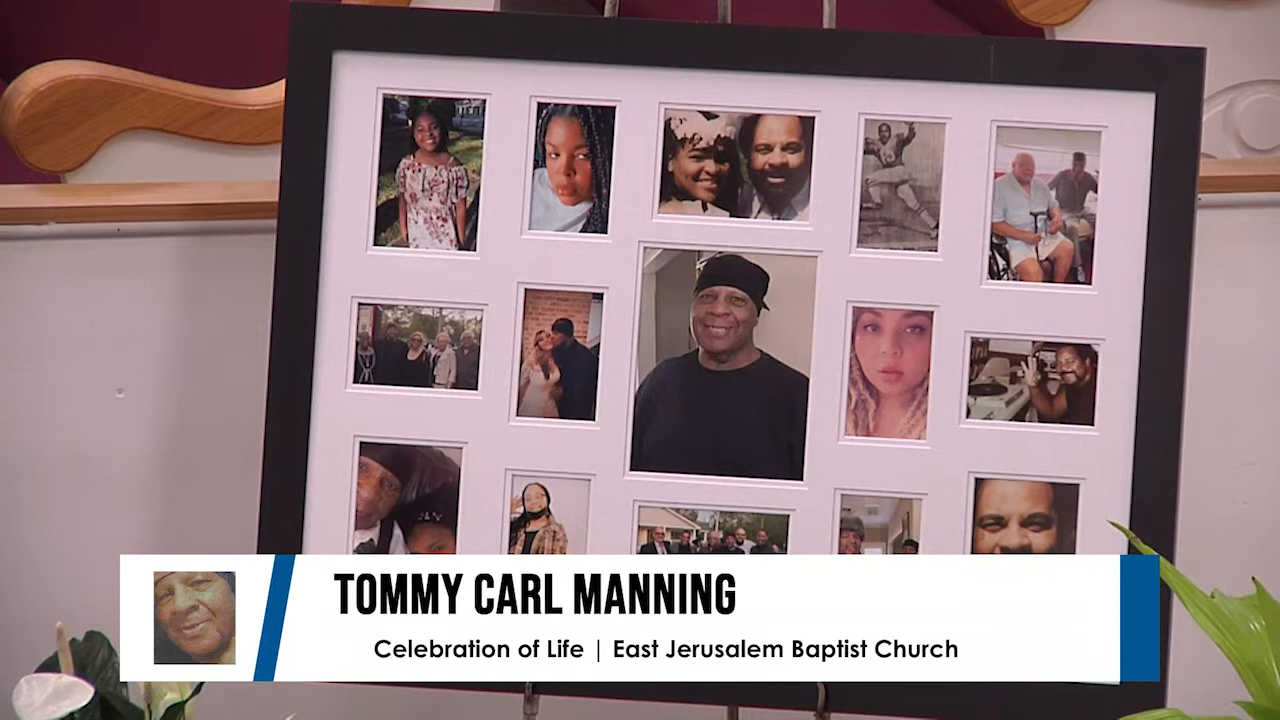 TOMMY CARL MANNING
Celebration of Life | East Jerusalem Baptist Church